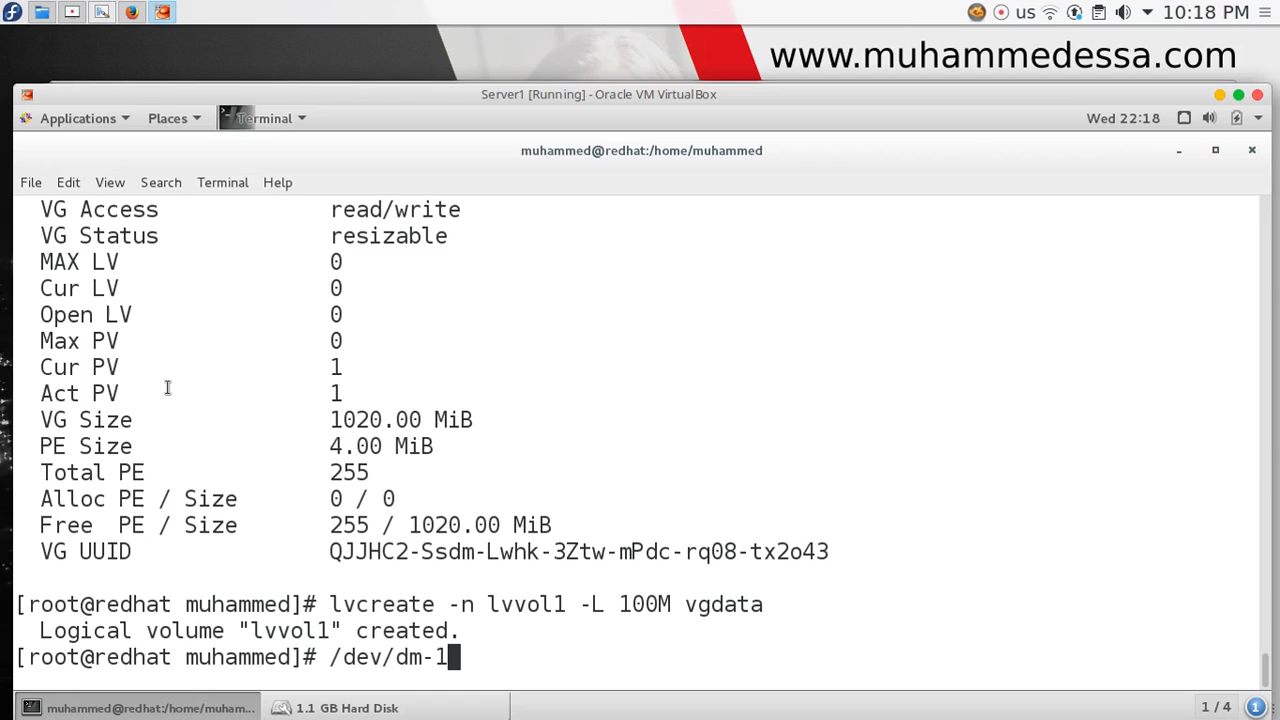 us 10:18 PM
www.muhammedessa.com
Server1 [Running] - Oracle VM VirtualBox
Applications Places Terminal Wed 22:18
muhammed@redhat:/home/muhammed
File Edit View Search Terminal Help
VG Access read/write
VG Status resizable
MAX LV 0
Cur LV 0
Open LV 0
Max PV 0
Cur PV 1
Act PV 1
VG Size 1020.00 MiB
PE Size 4.00 MiB
Total PE 255
Alloc PE / Size 0 / 0
Free  PE / Size 255 / 1020.00 MiB
VG UUID QJJHC2-Ssdm-Lwhk-3Ztw-mPdc-rq08-tx2o43
[root@redhat muhammed]# lvcreate -n lvvol1 -L 100M vgdata
Logical volume "lvvol1" created.
[root@redhat muhammed]# /dev/dm-1
muhammed@redhat:/home/muham... 1.1 GB Hard Disk 1 / 4 1